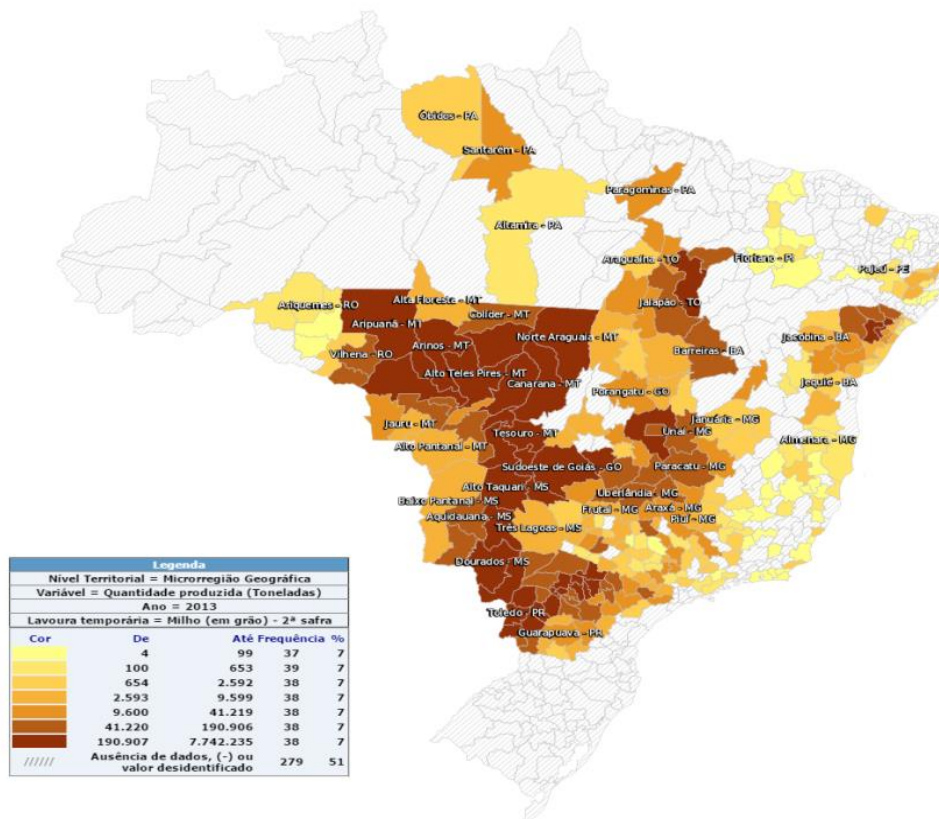 Óbidos - PA
Santarém - PA
Paragominas - PA
Altamira - PA
Araguaína - TO
Floriano - PI
Pajeú - PE
Ariquemes - RO
Alta Floresta - MT
Jalapão - TO
Colíder - MT
Aripuanã - MT
Norte Araguaia - MT
Jacobina - BA
Arinos - MT
Vilhena - RO
Barreiras - BA
Alto Teles Pires - MT
Canarana - MT
Jequié - BA
Porangatu - GO
Januária - MG
Jauru - MT
Tesouro - MT
Unaí - MG
Almenara - MG
Alto Pantanal - MT
Sudoeste de Goiás - GO
Paracatu - MG
Alto Taquari - MS
Uberlândia - MG
Baixo Pantanal - MS
Frutal - MG
Araxá - MG
Aquidauana - MS
Piuí - MG
Três Lagoas - MS
Dourados - MS
Toledo - PR
Guarapuava - PR
Legenda
Nível Territorial = Microrregião Geográfica
Variável = Quantidade produzida (Toneladas)
Ano = 2013
Lavoura temporária = Milho (em grão) - 2ª safra
Cor De Até Frequência %
4 99 37 7
100 653 39 7
654 2.592 38 7
2.593 9.599 38 7
9.600 41.219 38 7
41.220 190.906 38 7
190.907 7.742.235 38 7
////// Ausência de dados, (-) ou valor desidentificado 279 51